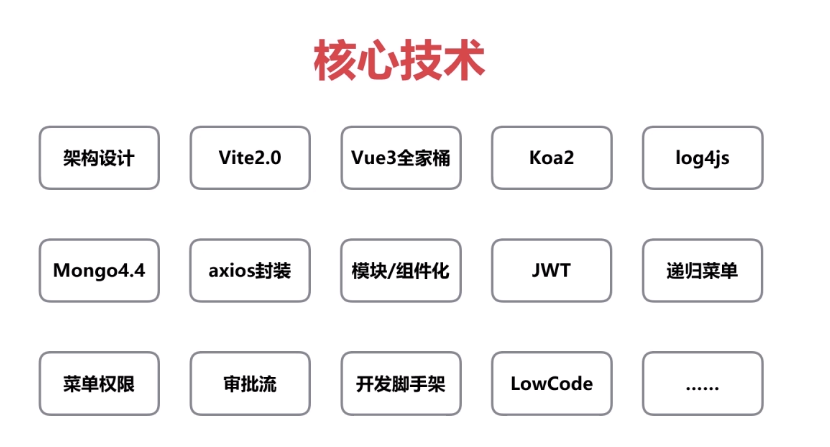 核心技术
架构设计
Vite2.0
Vue3全家桶
Koa2
log4js
Mongo4.4
axios封装
模块/组件化
JWT
递归菜单
菜单权限
审批流
开发脚手架
LowCode
……